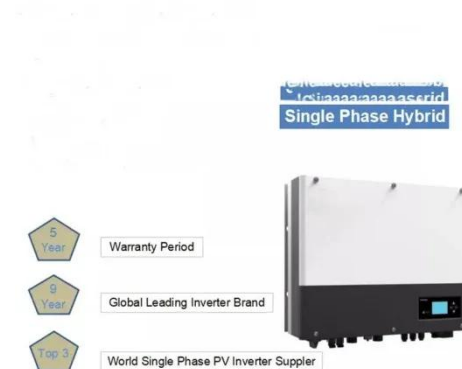 Single Phase Hybrid
5
Year
Warranty Period
9
Year
Global Leading Inverter Brand
Top 3
World Single Phase PV Inverter Suppler